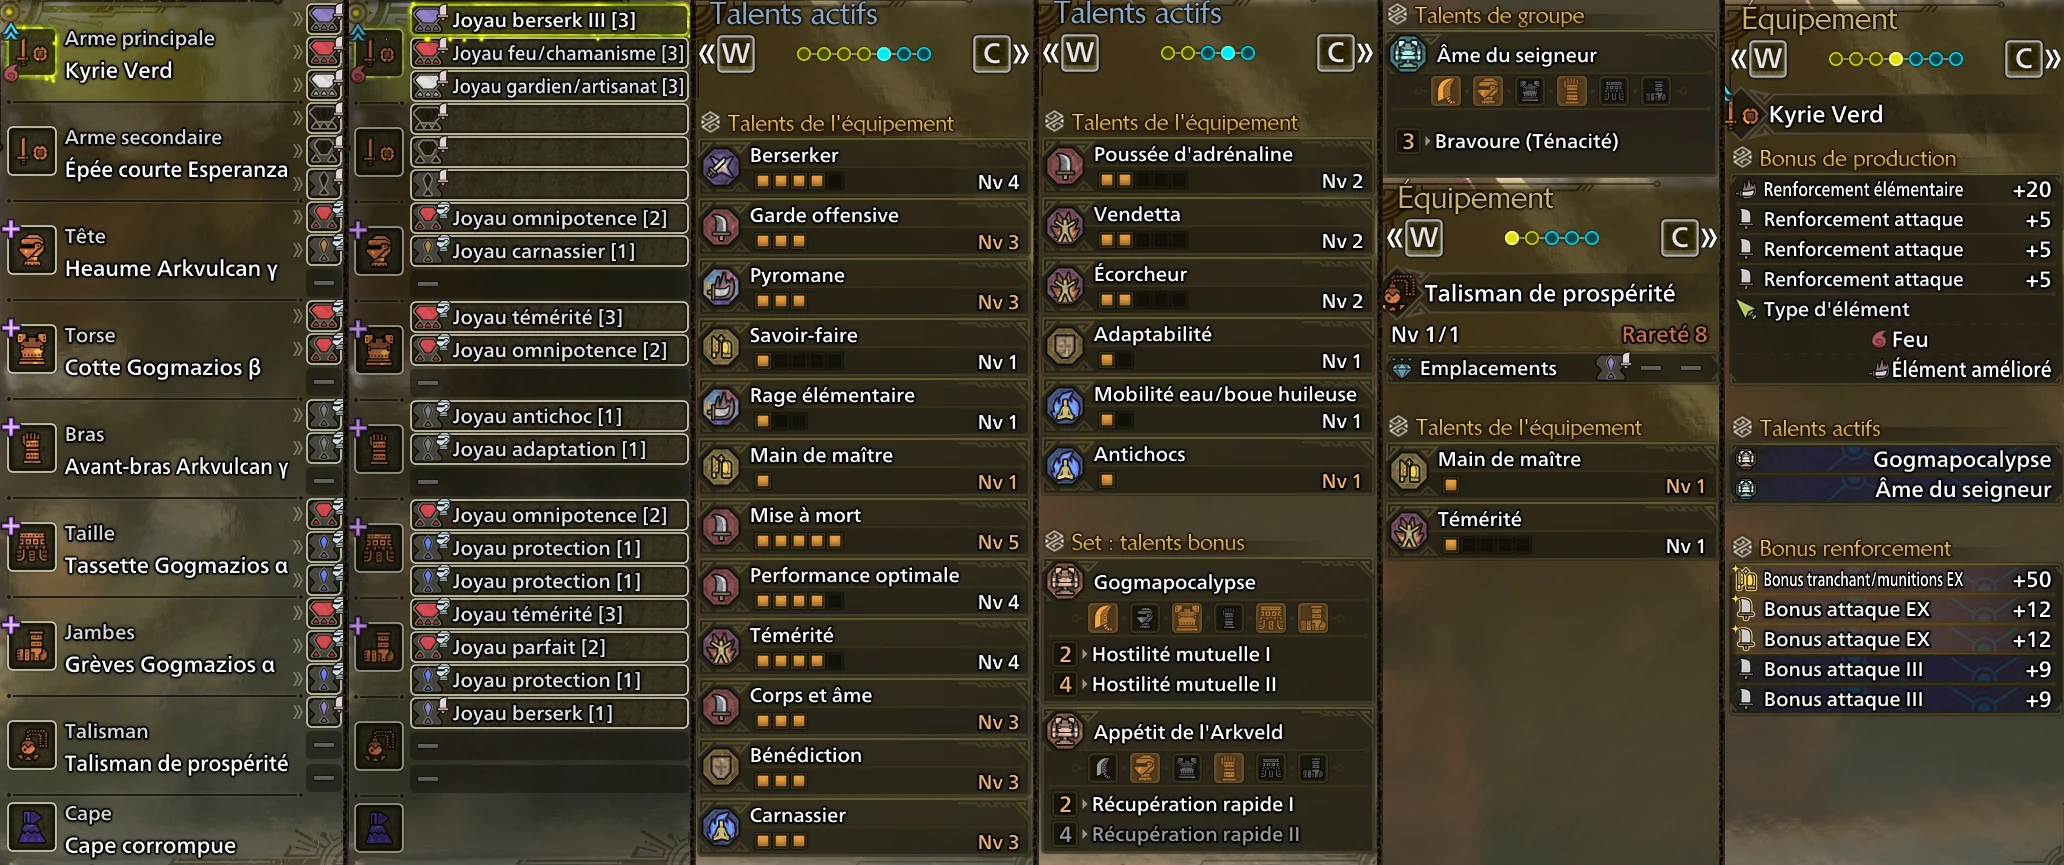 Arme principale
Kyrie Verd
Arme secondaire
Épée courte Esperanza
Tête
Heaume Arkvulcan γ
Torse
Cotte Gogmazios β
Bras
Avant-bras Arkvulcan γ
Taille
Tassette Gogmazios α
Jambes
Grèves Gogmazios α
Talisman
Talisman de prospérité
Cape
Cape corrompue
Joyau berserk III [3]
Joyau feu/chamanisme [3]
Joyau gardien/artisanat [3]
Joyau omnipotence [2]
Joyau carnassier [1]
Joyau témérité [3]
Joyau omnipotence [2]
Joyau antichoc [1]
Joyau adaptation [1]
Joyau omnipotence [2]
Joyau protection [1]
Joyau protection [1]
Joyau témérité [3]
Joyau parfait [2]
Joyau protection [1]
Joyau berserk [1]
Talents actifs
W
C
Talents de l'équipement
Berserker
Nv 4
Garde offensive
Nv 3
Pyromane
Nv 3
Savoir-faire
Nv 1
Rage élémentaire
Nv 1
Main de maître
Nv 1
Mise à mort
Nv 5
Performance optimale
Nv 4
Témérité
Nv 4
Corps et âme
Nv 3
Bénédiction
Nv 3
Carnassier
Nv 3
Talents actifs
W
C
Talents de l'équipement
Poussée d'adrénaline
Nv 2
Vendetta
Nv 2
Écorcheur
Nv 2
Adaptabilité
Nv 1
Mobilité eau/boue huileuse
Nv 1
Antichocs
Nv 1
Set : talents bonus
Gogmapocalypse
2 Hostilité mutuelle I
4 Hostilité mutuelle II
Appétit de l'Arkveld
2 Récupération rapide I
4 Récupération rapide II
Talents de groupe
Âme du seigneur
3 Bravoure (Ténacité)
Équipement
W
C
Talisman de prospérité
Nv 1/1 Rareté 8
Emplacements
Talents de l'équipement
Main de maître
Nv 1
Témérité
Nv 1
Équipement
W
C
Kyrie Verd
Bonus de production
Renforcement élémentaire +20
Renforcement attaque +5
Renforcement attaque +5
Renforcement attaque +5
Type d'élément
Feu
Élément amélioré
Talents actifs
Gogmapocalypse
Âme du seigneur
Bonus renforcement
Bonus tranchant/munitions EX +50
Bonus attaque EX +12
Bonus attaque EX +12
Bonus attaque III +9
Bonus attaque III +9